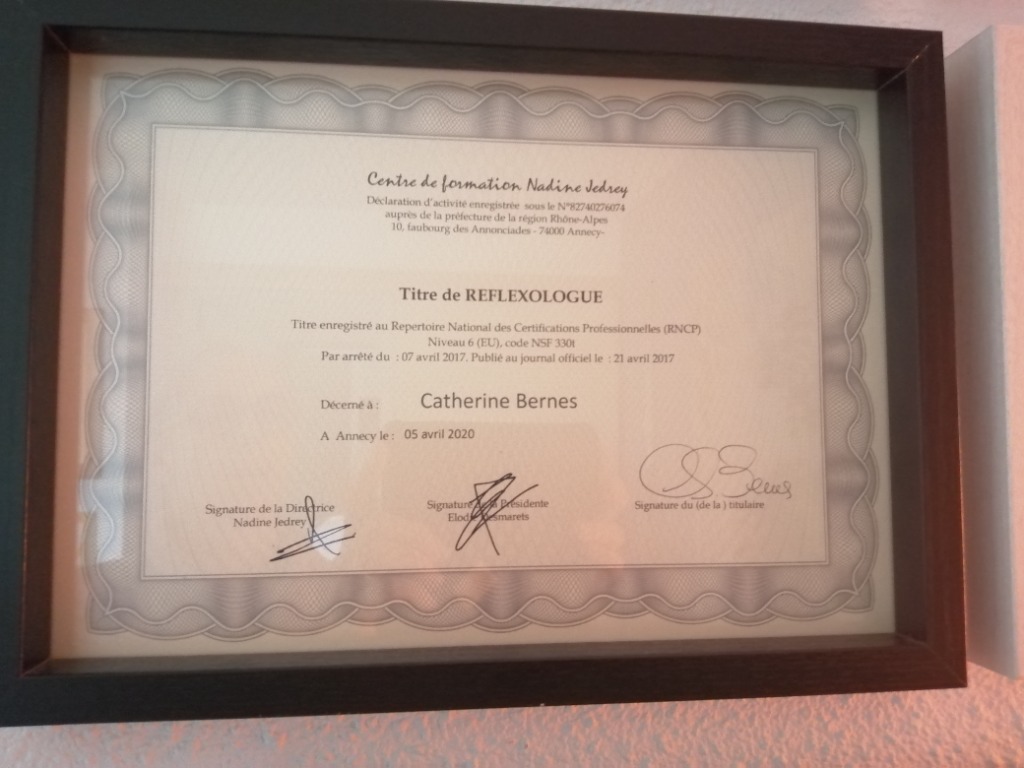 Centre de formation Nadine Jedrey
Déclaration d'activité enregistrée sous le N°82740276074
auprès de la préfecture de la région Rhône-Alpes
10, faubourg des Annonciades - 74000 Annecy-
Titre de REFLEXOLOGUE
Titre enregistré au Repertoire National des Certifications Professionnelles (RNCP)
Niveau 6 (EU), code NSF 330t
Par arrêté du : 07 avril 2017. Publié au journal officiel le : 21 avril 2017
Décerné à : Catherine Bernes
A Annecy le : 05 avril 2020
Signature de la Directrice
Nadine Jedrey
Signature de la Présidente
Elodie Desmarets
Signature du (de la ) titulaire